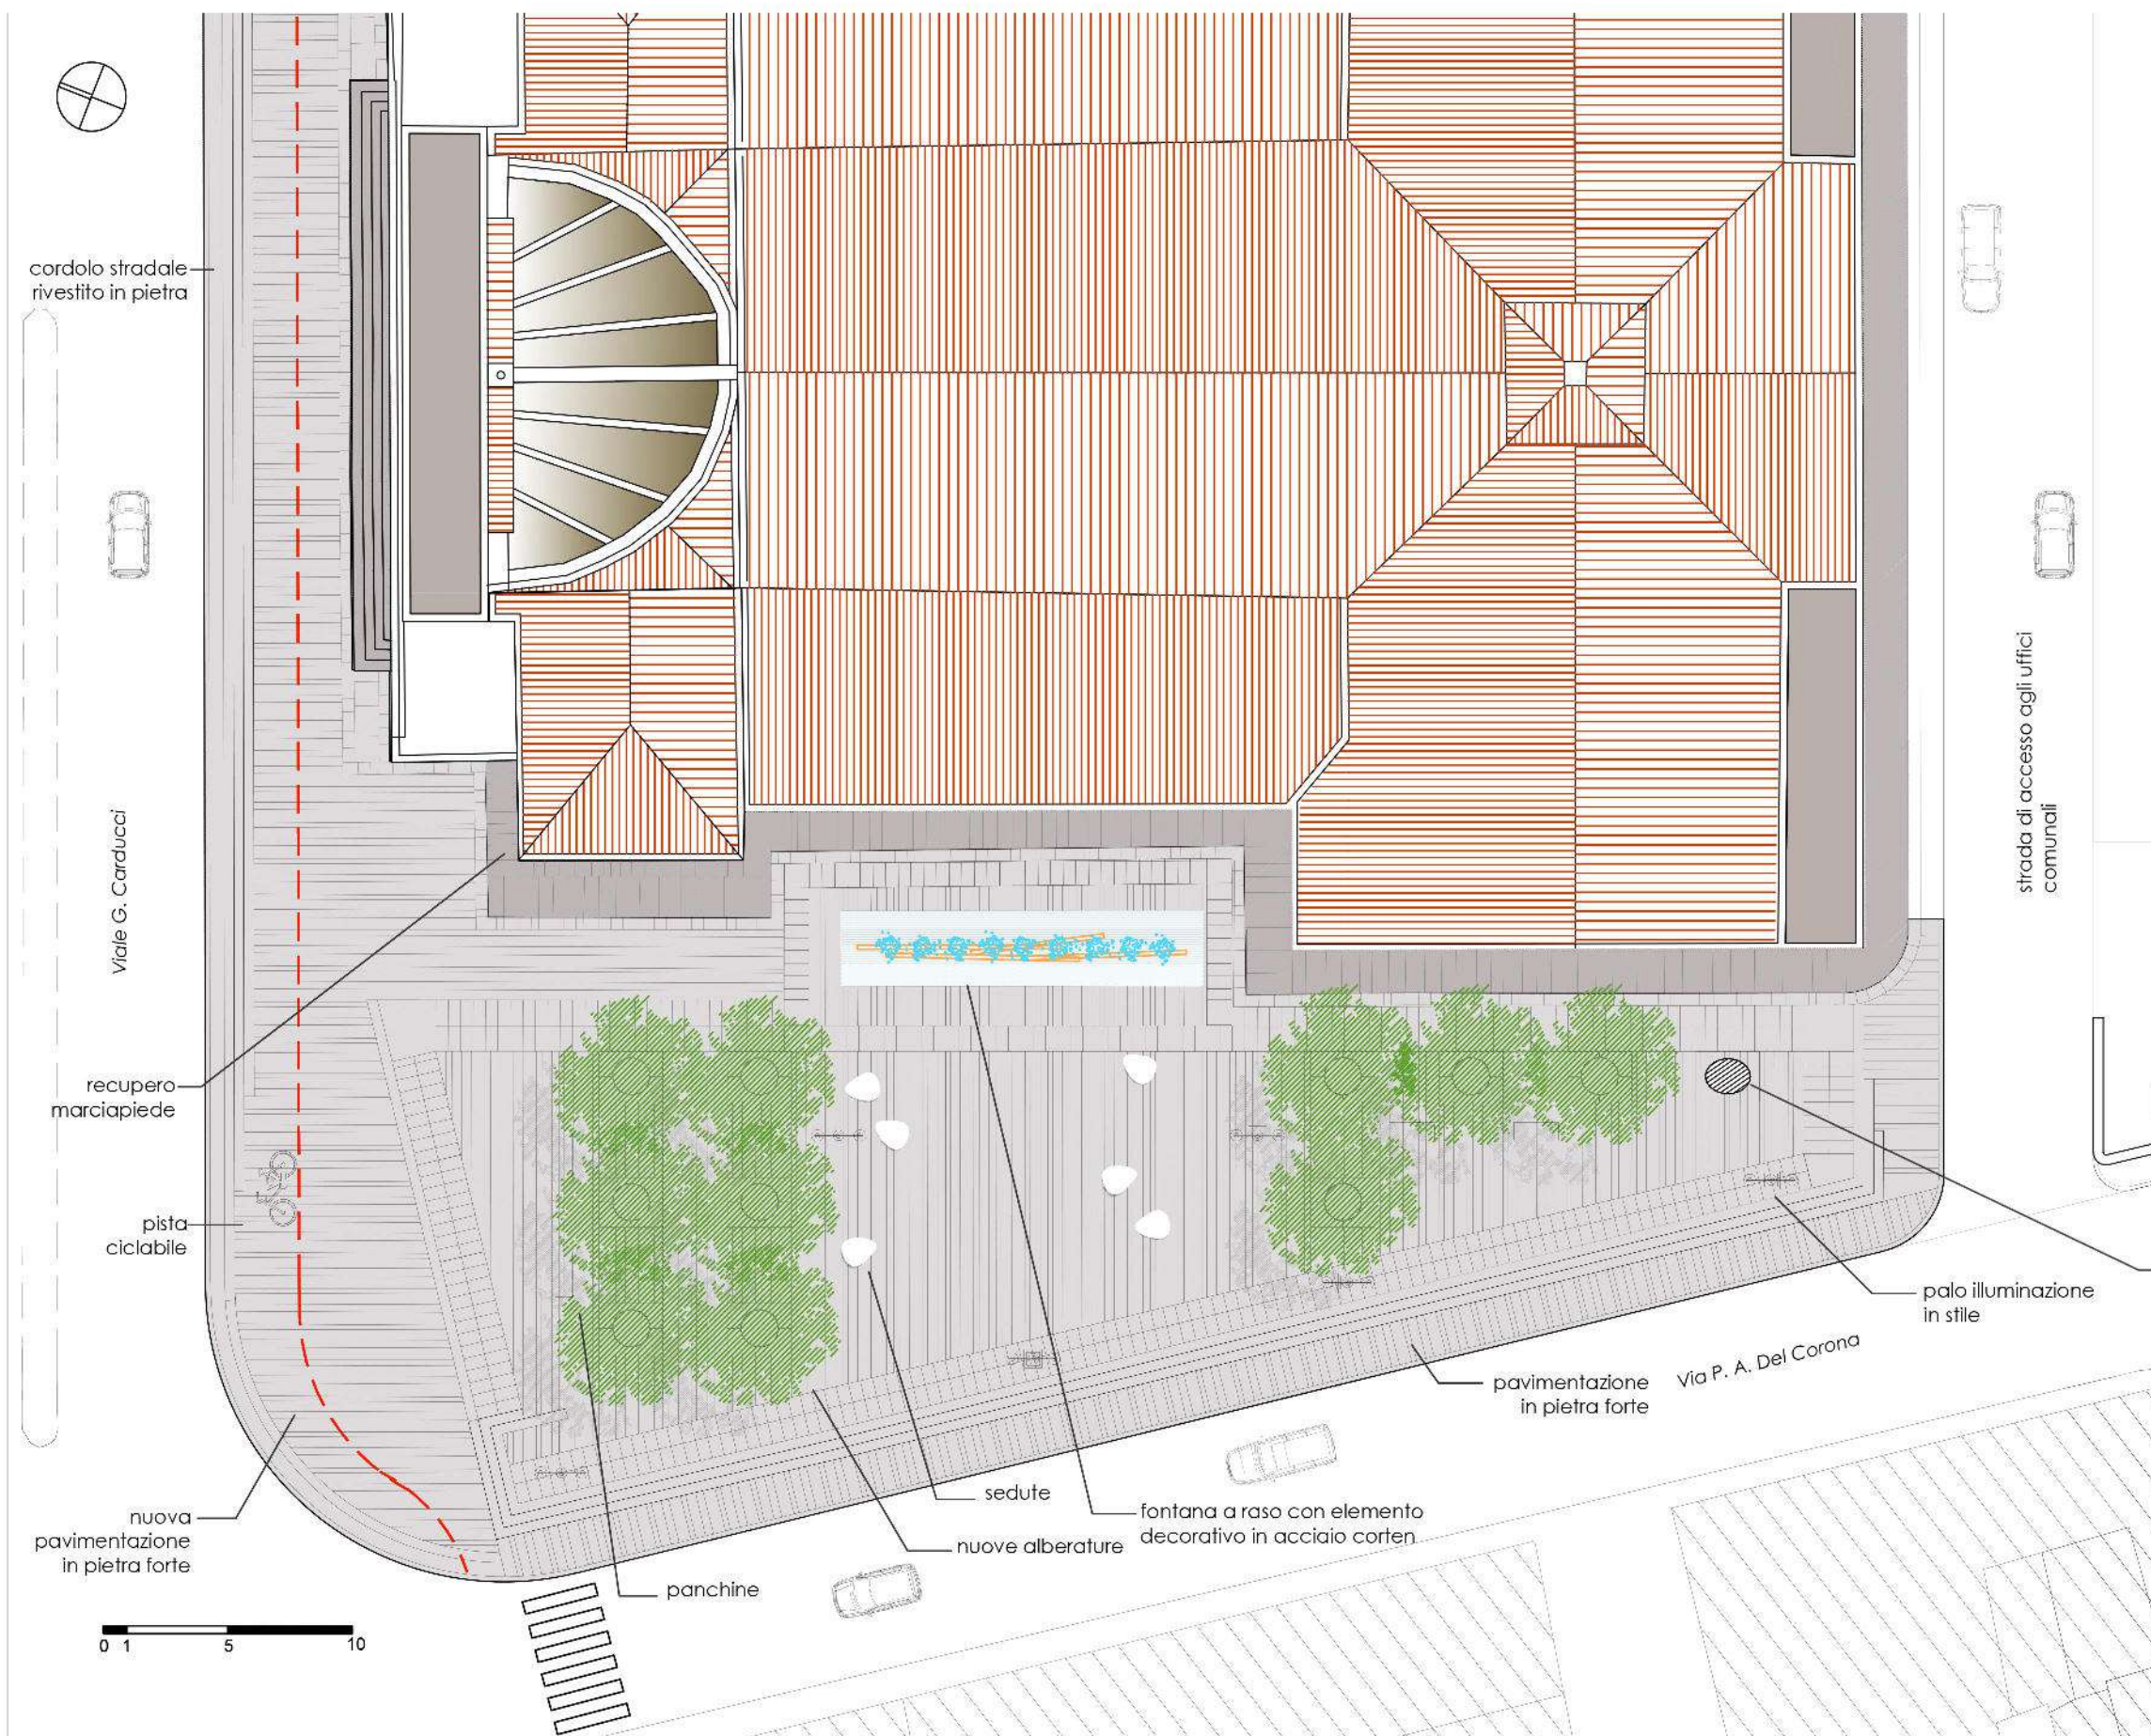 cordolo stradale
rivestito in pietra
Viale G. Carducci
strada di accesso agli uffici
comunali
recupero
marciapiede
pista
ciclabile
palo illuminazione
in stile
Via P. A. Del Corona
pavimentazione
in pietra forte
sedute
fontana a raso con elemento
decorativo in acciaio corten
nuove alberature
nuova
pavimentazione
in pietra forte
panchine
0 1 5 10